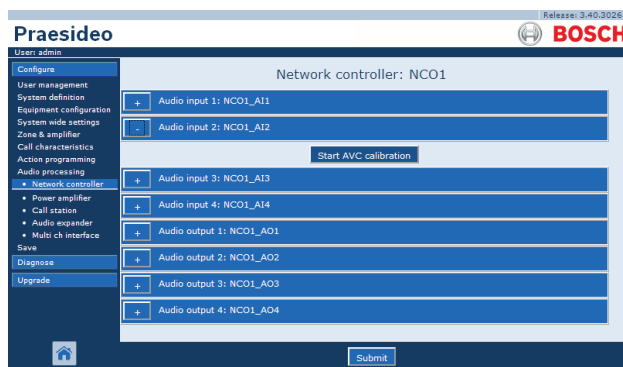 Release: 3.40.3026
Praesideo
BOSCH
User: admin
Configure
User management
System definition
Equipment configuration
System wide settings
Zone & amplifier
Call characteristics
Action programming
Audio processing
• Network controller
• Power amplifier
• Call station
• Audio expander
• Multi ch interface
Save
Diagnose
Upgrade
Network controller: NCO1
+ Audio input 1: NCO1_AI1
- Audio input 2: NCO1_AI2
Start AVC calibration
+ Audio input 3: NCO1_AI3
+ Audio input 4: NCO1_AI4
+ Audio output 1: NCO1_AO1
+ Audio output 2: NCO1_AO2
+ Audio output 3: NCO1_AO3
+ Audio output 4: NCO1_AO4
Submit